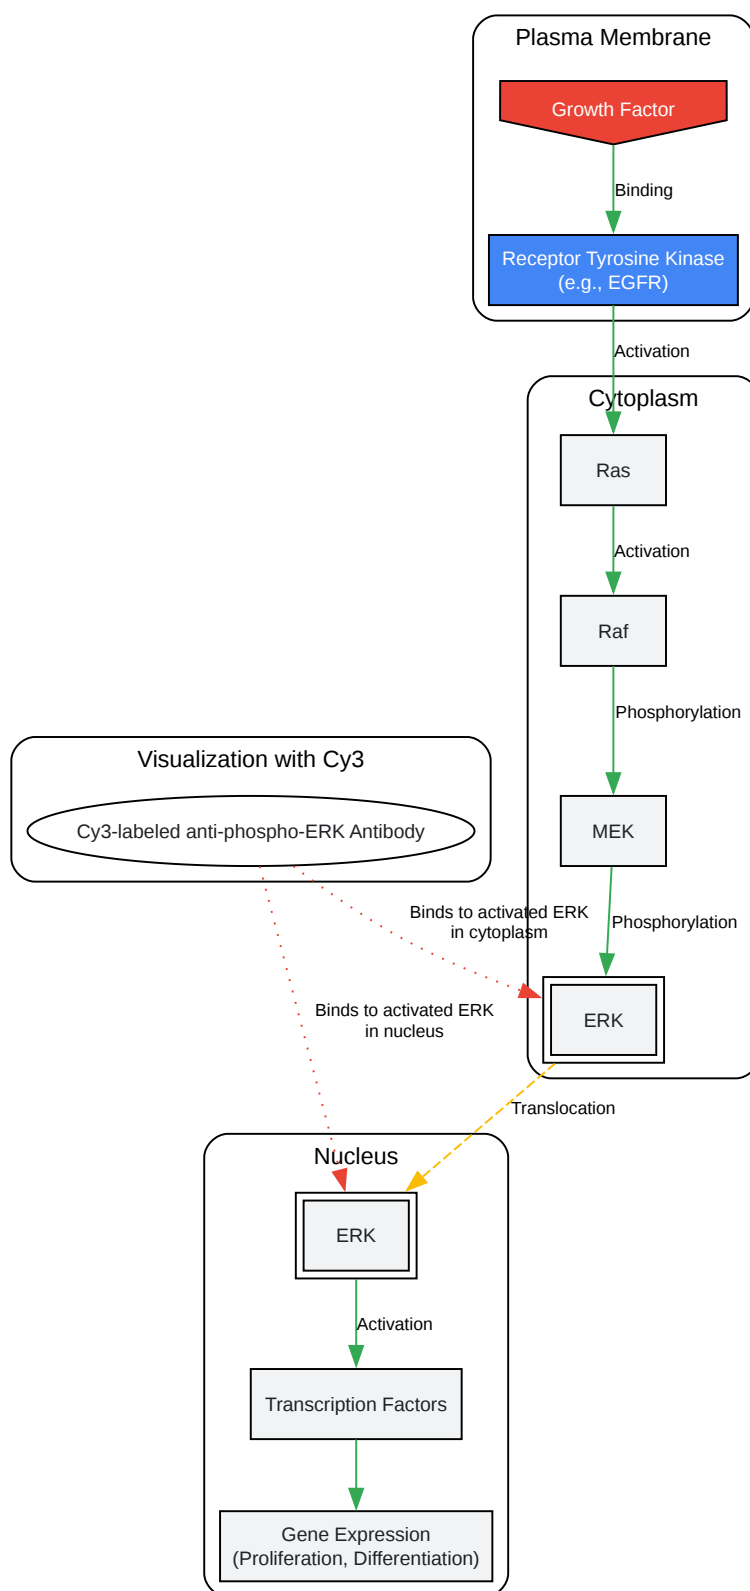 Plasma Membrane
Growth Factor
Binding
Receptor Tyrosine Kinase
(e.g., EGFR)
Activation
Cytoplasm
Ras
Activation
Raf
Phosphorylation
Visualization with Cy3
Cy3-labeled anti-phospho-ERK Antibody
MEK
Binds to activated ERK
in cytoplasm
Phosphorylation
Binds to activated ERK
in nucleus
ERK
Translocation
Nucleus
ERK
Activation
Transcription Factors
Gene Expression
(Proliferation, Differentiation)